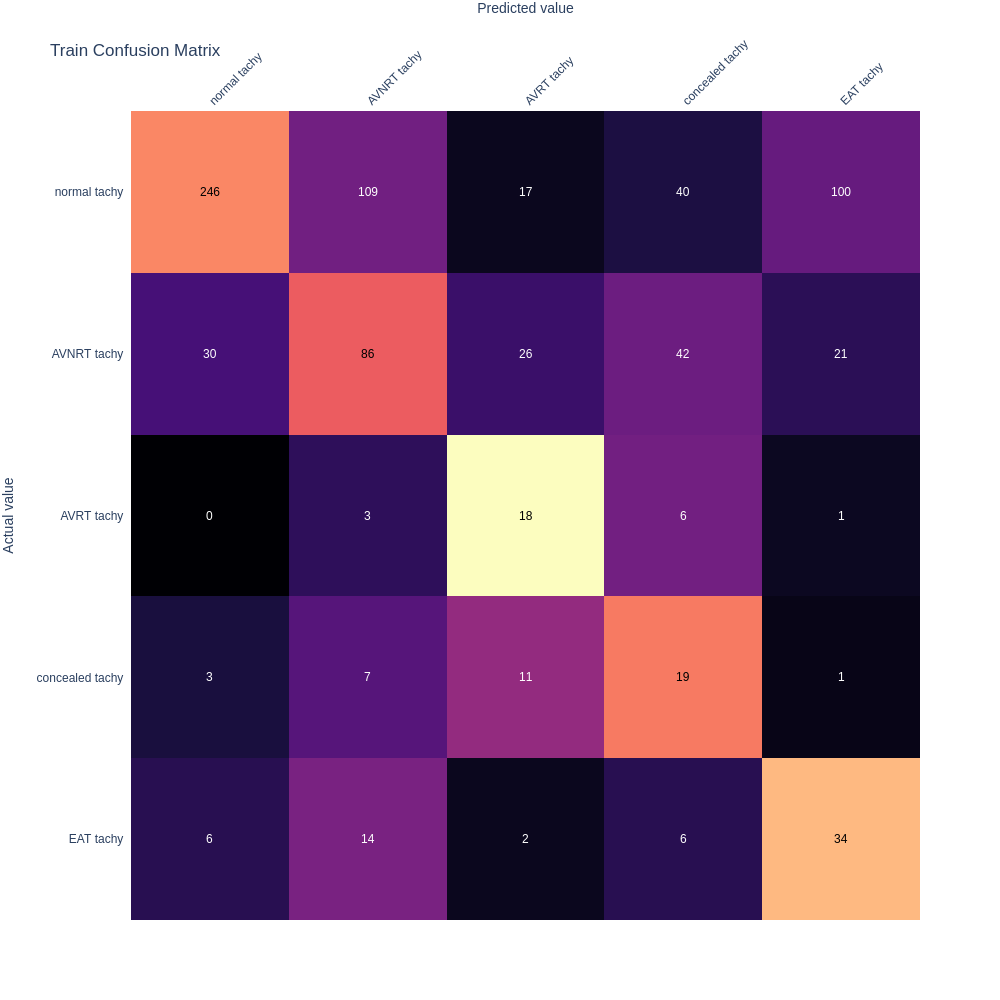 Predicted value
Train Confusion Matrix
normal tachy
AVNRT tachy
AVRT tachy
concealed tachy
EAT tachy
Actual value
normal tachy 246 109 17 40 100
AVNRT tachy 30 86 26 42 21
AVRT tachy 0 3 18 6 1
concealed tachy 3 7 11 19 1
EAT tachy 6 14 2 6 34